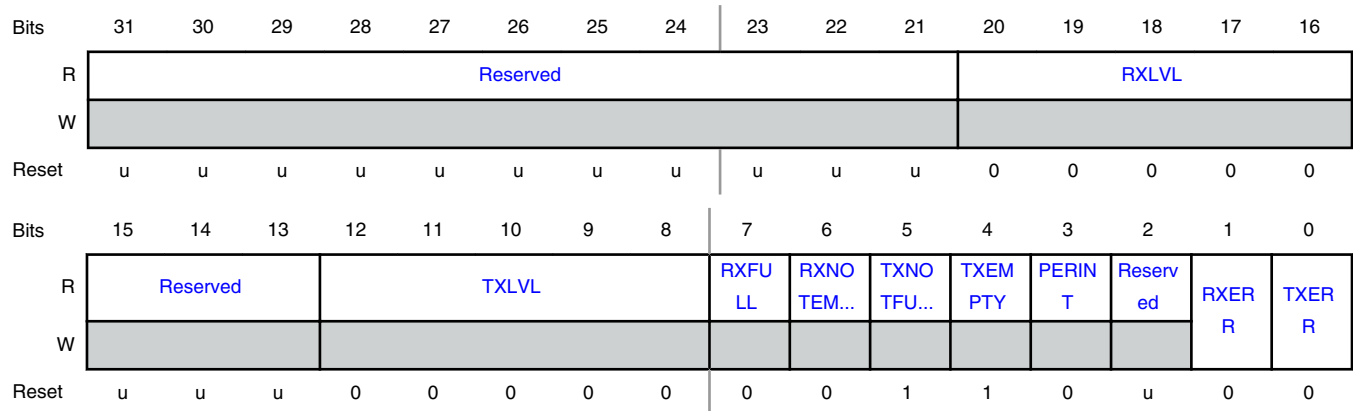 Bits 31 30 29 28 27 26 25 24 23 22 21 20 19 18 17 16
R Reserved RXLVL
W
Reset u u u u u u u u u u u 0 0 0 0 0
Bits 15 14 13 12 11 10 9 8 7 6 5 4 3 2 1 0
R Reserved TXLVL RXFU RXNO TXNO TXEM PERIN Reserv RXER TXERR
LL TEM... TFU... PTY T ed R R
W
Reset u u u 0 0 0 0 0 0 0 1 1 0 u 0 0